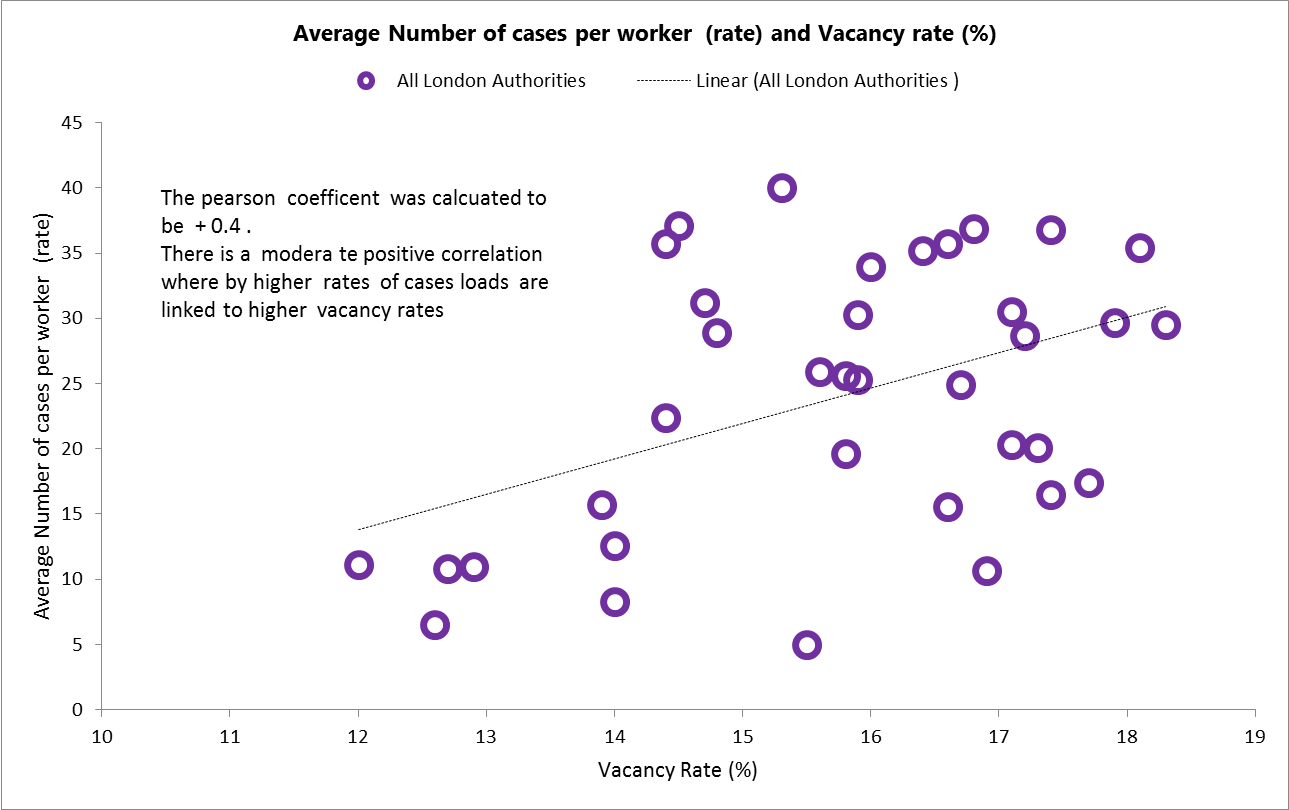 Average Number of cases per worker (rate) and Vacancy rate (%)
All London Authorities
Linear (All London Authorities )
45
40
35
30
25
20
15
10
5
0
Average Number of cases per worker (rate)
The pearson coefficent was calcuated to
be + 0.4 .
There is a modera te positive correlation
where by higher rates of cases loads are
linked to higher vacancy rates
10 11 12 13 14 15 16 17 18 19
Vacancy Rate (%)